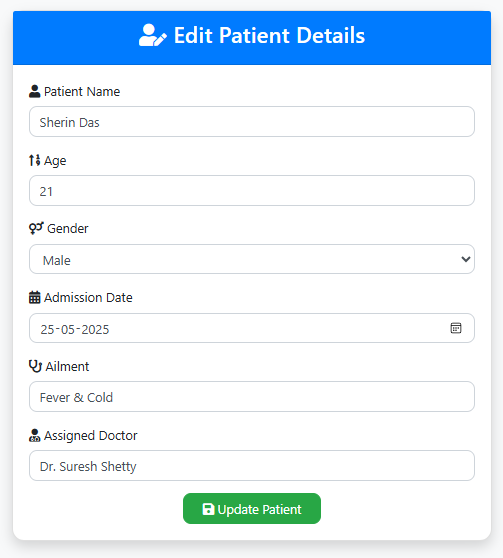 Edit Patient Details
Patient Name
Sherin Das
Age
21
Gender
Male
Admission Date
25-05-2025
Ailment
Fever & Cold
Assigned Doctor
Dr. Suresh Shetty
Update Patient